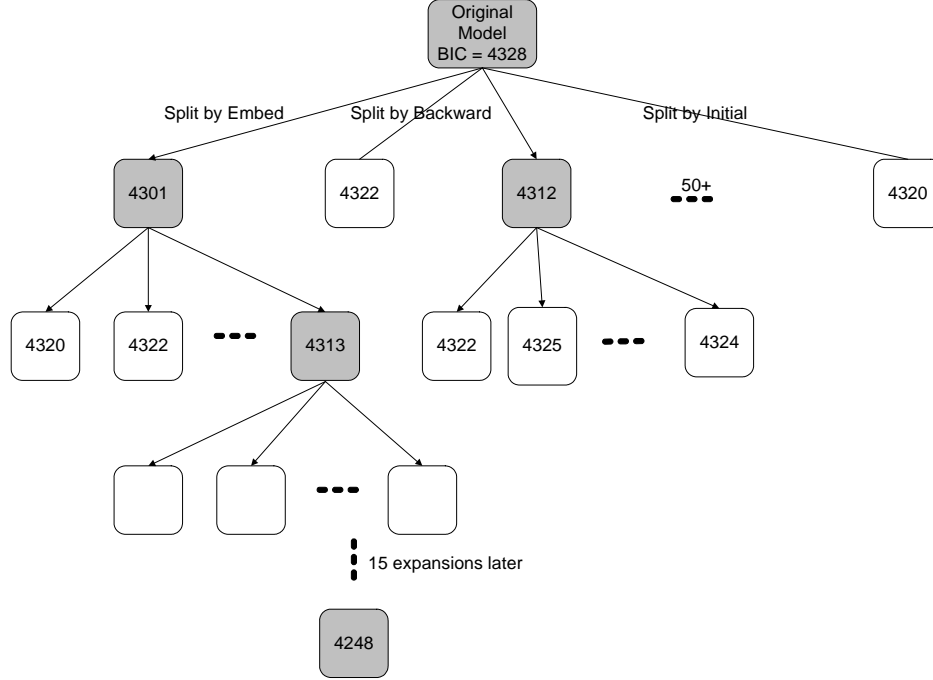 Original
Model
BIC = 4328
Split by Embed
Split by Backward
Split by Initial
4301
4322
4312
50+
4320
4320
4322
4313
4322
4325
4324
15 expansions later
4248